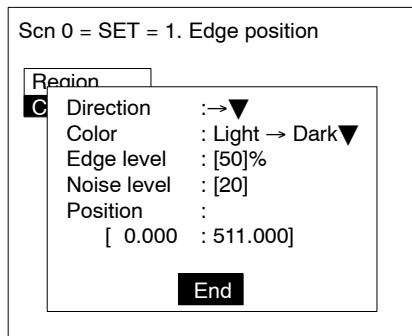 Scn 0 = SET = 1. Edge position
Region
C
Direction :→▼
Color : Light → Dark▼
Edge level : [50]%
Noise level : [20]
Position :
[ 0.000 : 511.000]
End